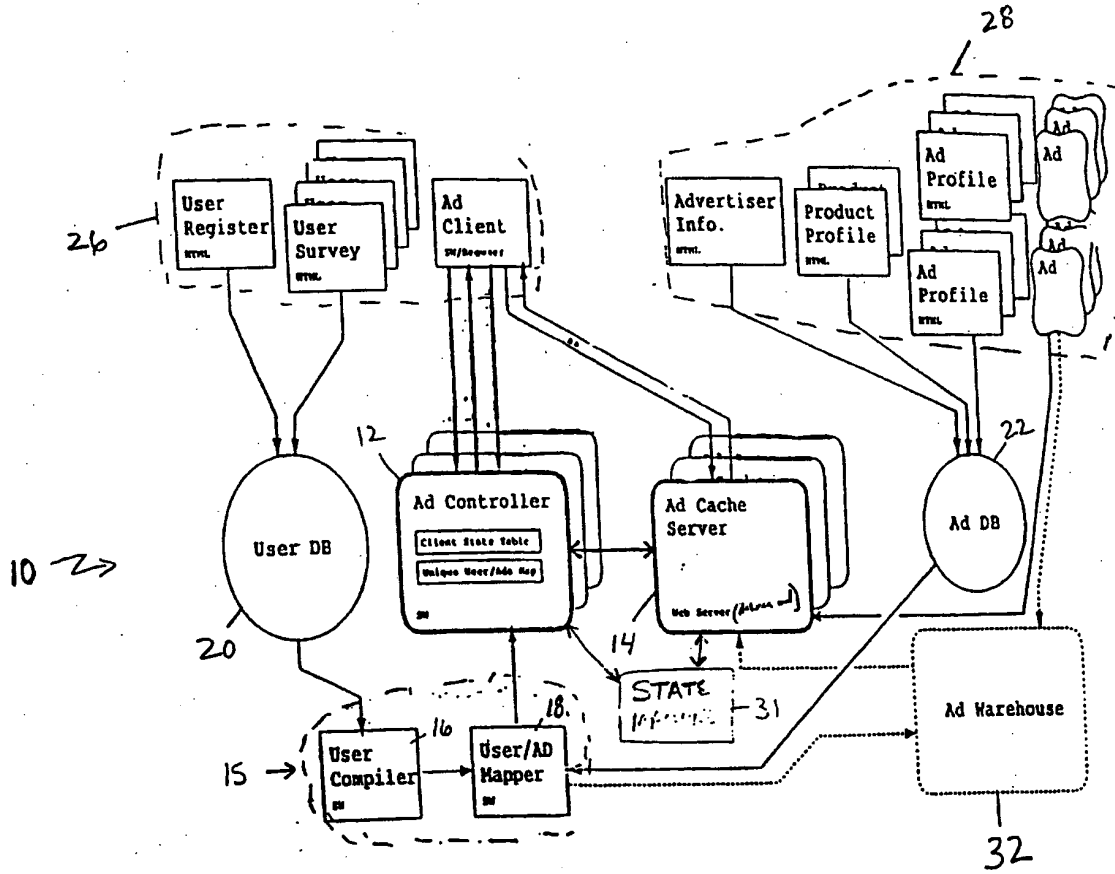 28
User
Register
HTML
User
Survey
HTML
Ad
Client
SW/Browser
26
Advertiser
Info.
HTML
Product
Profile
HTML
Ad
Profile
HTML
Ad
Profile
HTML
Ad
Ad
Ad
Ad
12
Ad Controller
Client State Table
Unique User/Ads Map
SW
Ad Cache
Server
Web Server
14
22
Ad DB
User DB
10
20
STATE
31
Ad Warehouse
32
15
16
User
Compiler
SW
18
User/AD
Mapper
SW